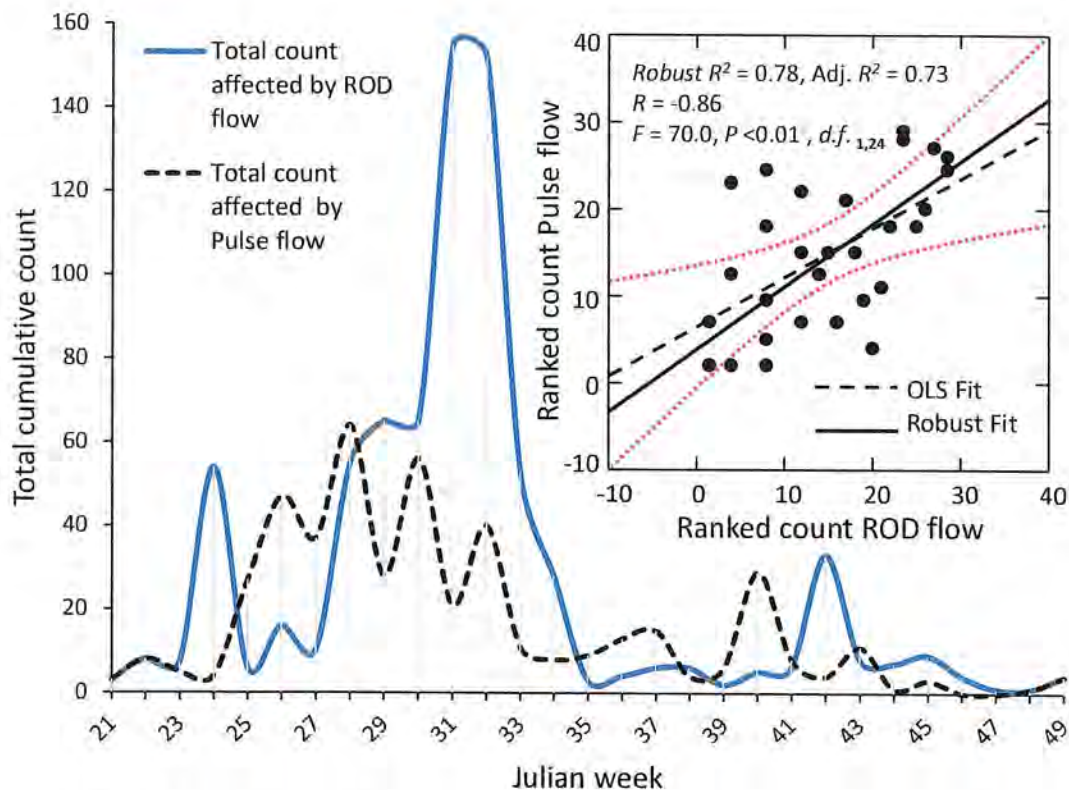 160
140
120
100
80
60
40
20
0
Total cumulative count
Total count
affected by ROD
flow
Total count
affected by
Pulse flow
21
23
25
27
29
31
33
35
37
39
41
43
45
47
49
Julian week
40
30
20
10
0
-10
Ranked count Pulse flow
Robust R² = 0.78, Adj. R² = 0.73
R = -0.86
F = 70.0, P <0.01 , d.f. 1,24
OLS Fit
Robust Fit
-10
0
10
20
30
40
Ranked count ROD flow